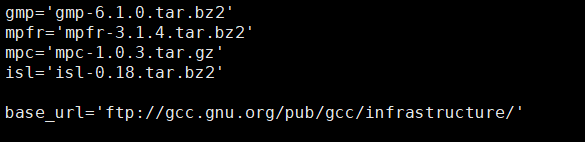 gmp='gmp-6.1.0.tar.bz2'
mpfr='mpfr-3.1.4.tar.bz2'
mpc='mpc-1.0.3.tar.gz'
isl='isl-0.18.tar.bz2'
base_url='ftp://gcc.gnu.org/pub/gcc/infrastructure/'